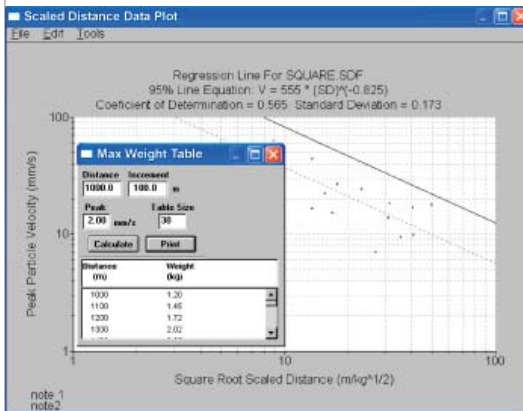 Scaled Distance Data Plot
File Edit Tools
Regression Line For SQUARE.SDF
95% Line Equation: V = 555 * (SD)^(-0.825)
Coeficient of Determination = 0.565 Standard Deviation = 0.173
100
Peak Particle Velocity (mm/s)
10
1
Max Weight Table
Distance Increment
1000.0 100.0 m
Peak Table Size
2.00 mm/s 30
Calculate Print
Distance Weight
(m) (kg)
1000 1.20
1100 1.45
1200 1.72
1300 2.02
10 100
Square Root Scaled Distance (m/kg^1/2)
note 1
note2